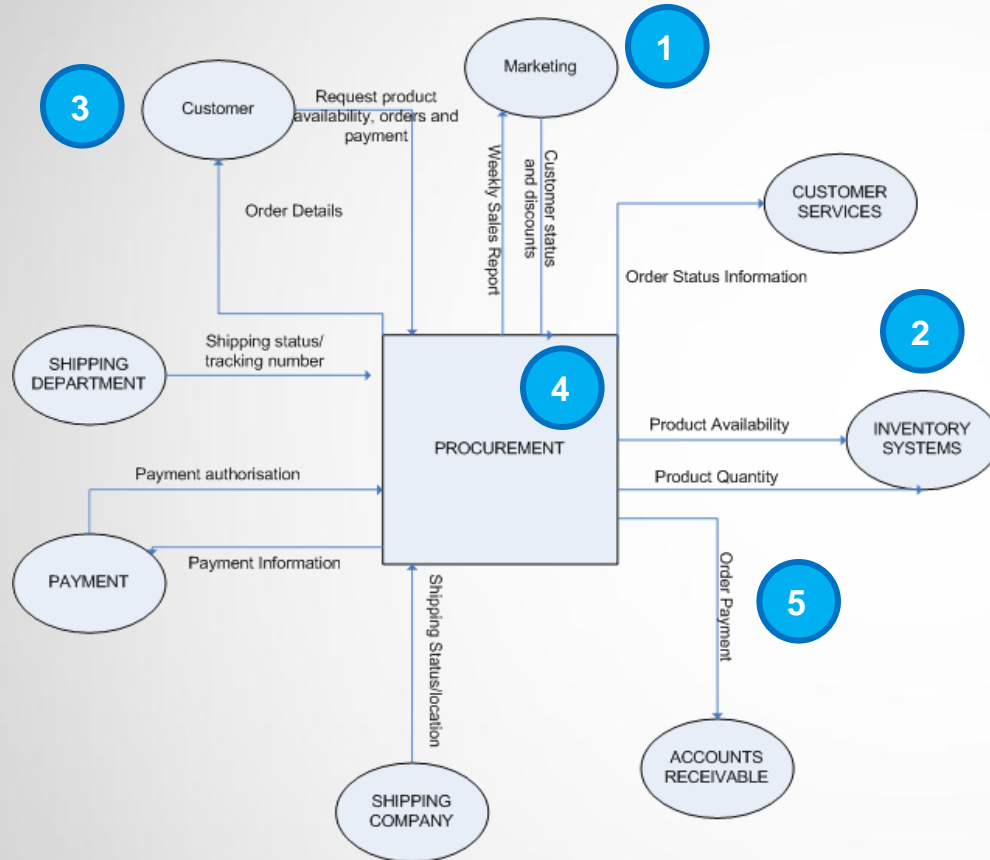 1
Marketing
3
Customer
Request product
availability, orders and
payment
Weekly Sales Report
Customer status
and discounts
CUSTOMER
SERVICES
Order Details
Order Status Information
2
SHIPPING
DEPARTMENT
Shipping status/
tracking number
4
PROCUREMENT
Product Availability
INVENTORY
SYSTEMS
Product Quantity
Payment authorisation
PAYMENT
Payment Information
Shipping Status/location
Order Payment
5
ACCOUNTS
RECEIVABLE
SHIPPING
COMPANY